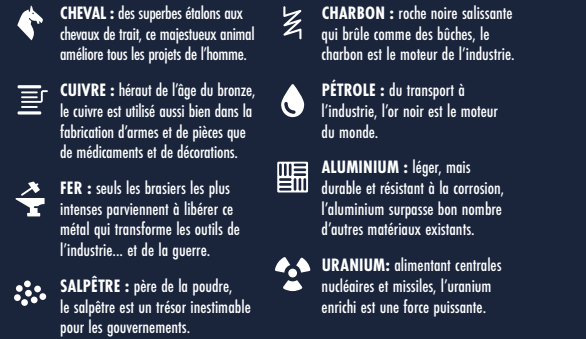 CHEVAL : des superbes étalons aux
chevaux de trait, ce majestueux animal
améliore tous les projets de l'homme.
CUIVRE : héraut de l'âge du bronze,
le cuivre est utilisé aussi bien dans la
fabrication d'armes et de pièces que
de médicaments et de décorations.
FER : seuls les brasiers les plus
intenses parviennent à libérer ce
métal qui transforme les outils de
l'industrie... et de la guerre.
SALPÊTRE : père de la poudre,
le salpêtre est un trésor inestimable
pour les gouvernements.
CHARBON : roche noire salissante
qui brûle comme des bûches, le
charbon est le moteur de l'industrie.
PÉTROLE : du transport à
l'industrie, l'or noir est le moteur
du monde.
ALUMINIUM : léger, mais
durable et résistant à la corrosion,
l'aluminium surpasse bon nombre
d'autres matériaux existants.
URANIUM: alimentant centrales
nucléaires et missiles, l'uranium
enrichi est une force puissante.